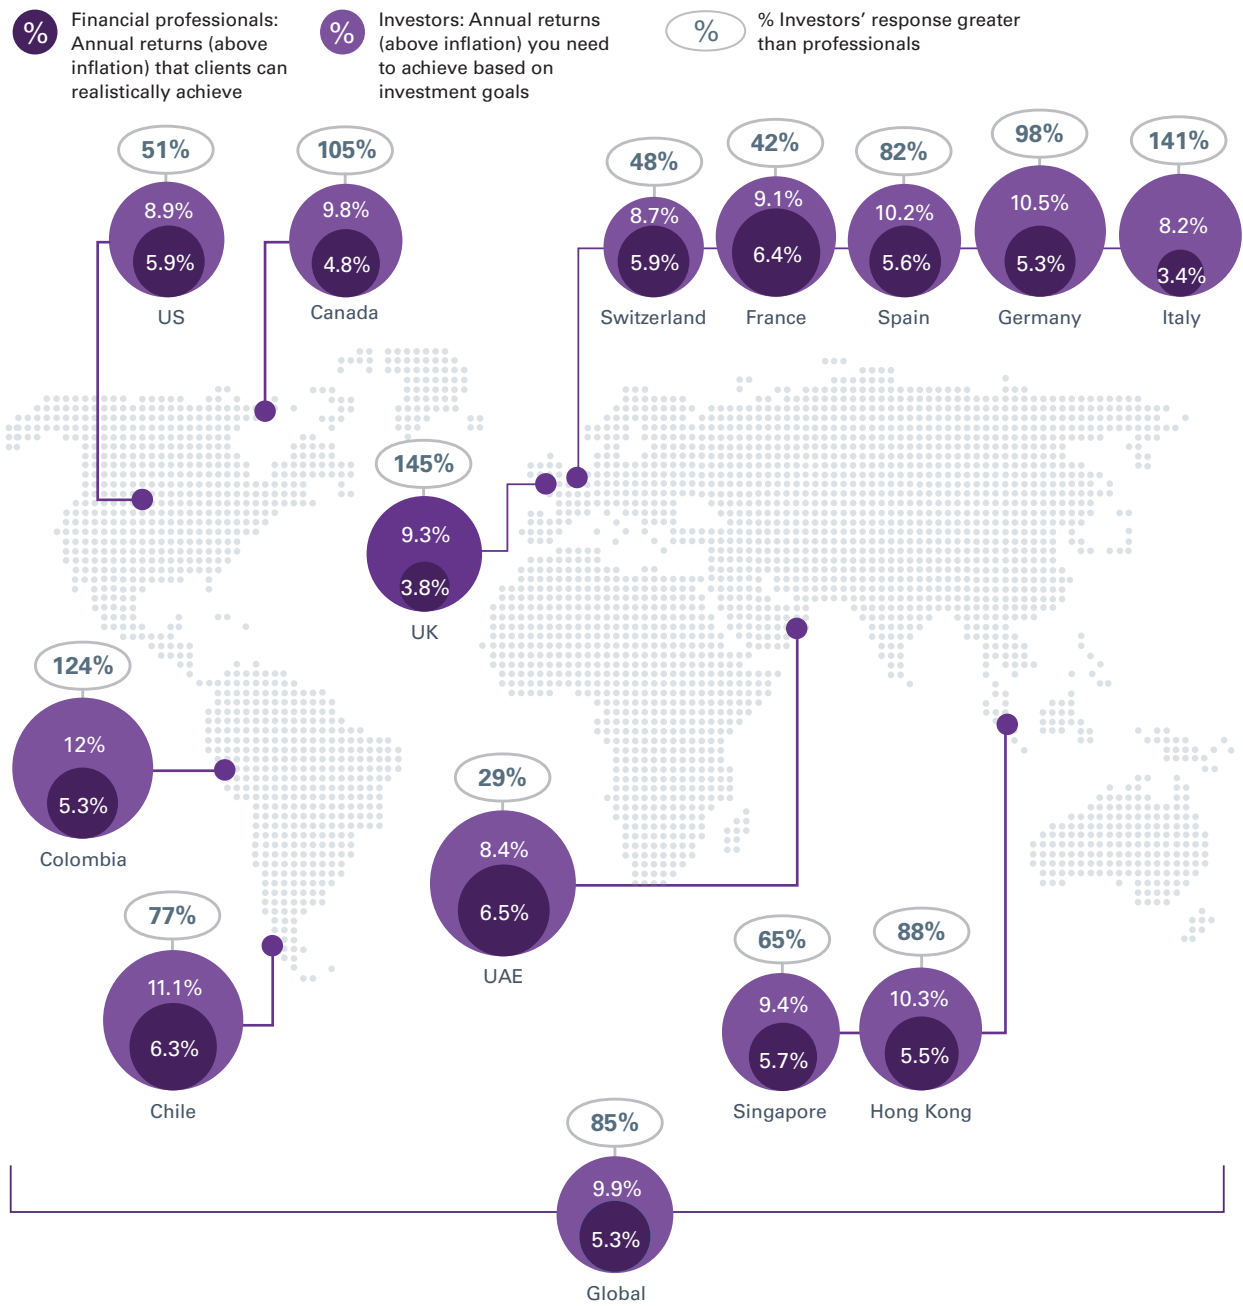 %
Financial professionals:
Annual returns (above
inflation) that clients can
realistically achieve
%
Investors: Annual returns
(above inflation) you need
to achieve based on
investment goals
%
% Investors' response greater
than professionals
51%
8.9%
5.9%
US
105%
9.8%
4.8%
Canada
48%
8.7%
5.9%
Switzerland
42%
9.1%
6.4%
France
82%
10.2%
5.6%
Spain
98%
10.5%
5.3%
Germany
141%
8.2%
3.4%
Italy
145%
9.3%
3.8%
UK
124%
12%
5.3%
Colombia
29%
8.4%
6.5%
UAE
77%
11.1%
6.3%
Chile
65%
9.4%
5.7%
Singapore
88%
10.3%
5.5%
Hong Kong
85%
9.9%
5.3%
Global